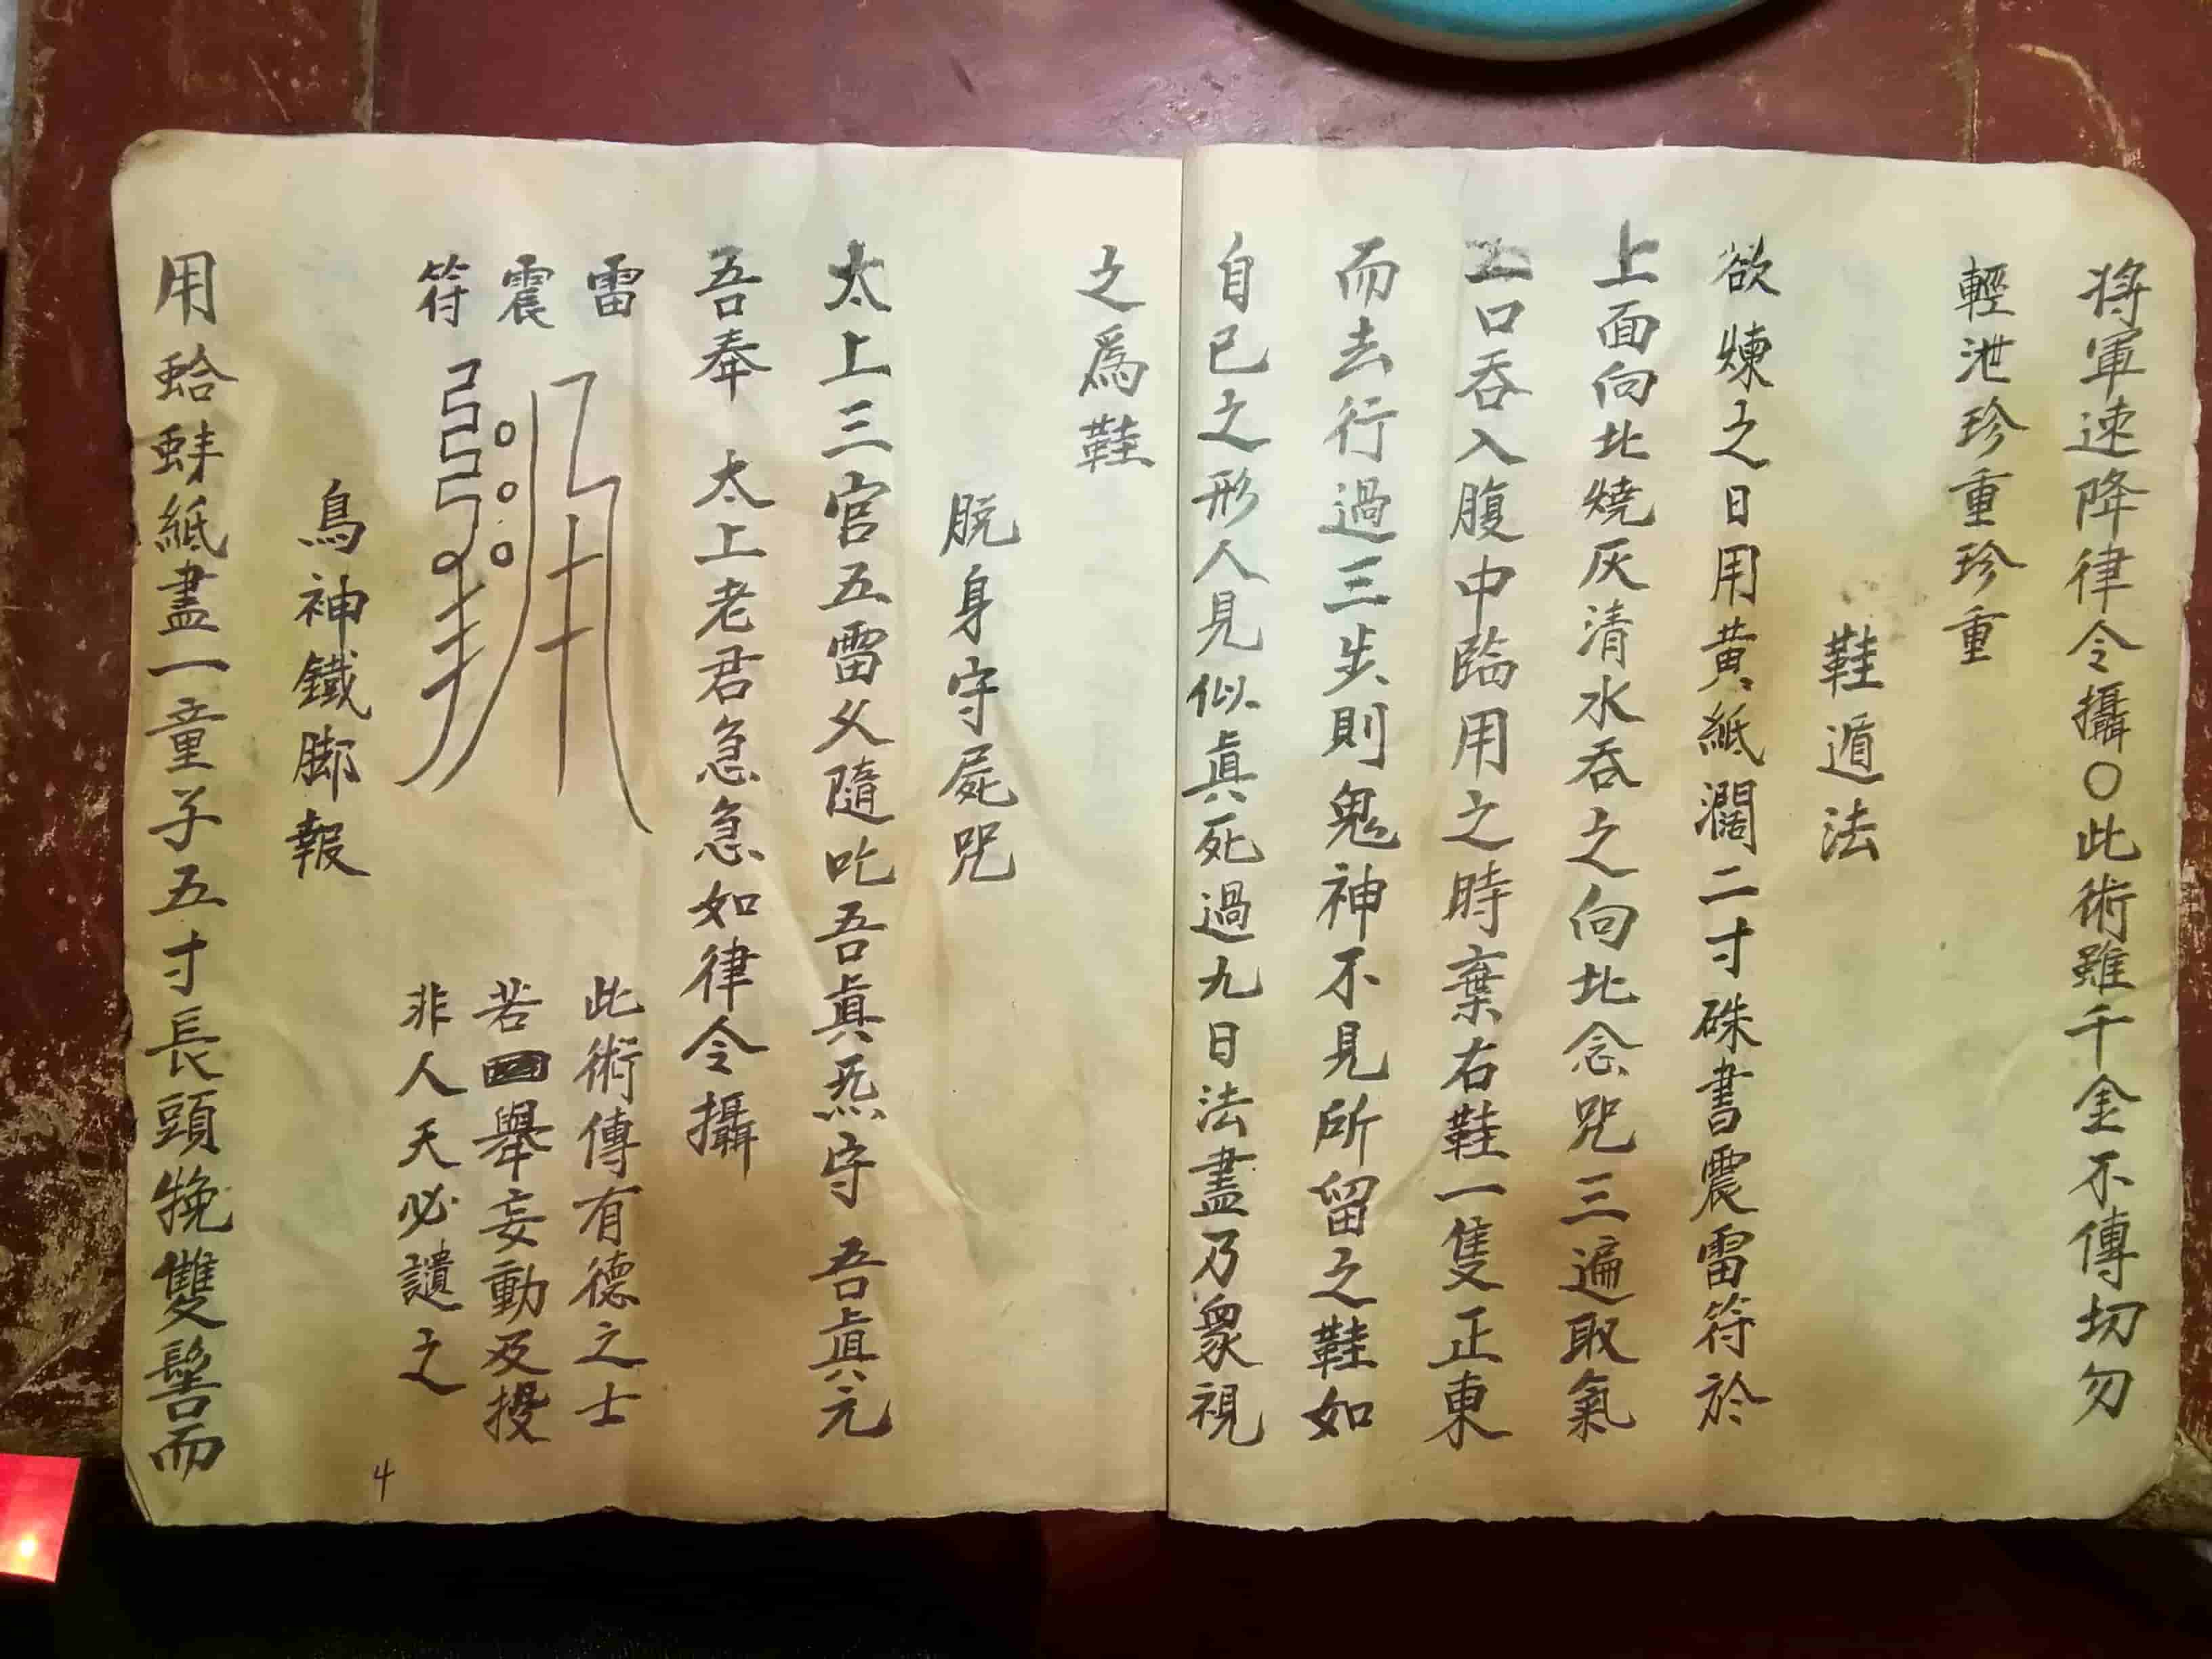 將軍速降律令攝〇此術雖千金不傳切勿
輕泄珍重珍重
鞋遁法
欲煉之日用黃紙濶二寸硃書震雷符於
上面向北燒灰清水吞之向北念咒三遍取氣
口吞入腹中臨用之時棄右鞋一隻正東
而去行過三步則鬼神不見所留之鞋如
自己之形人見似真死過九日法盡乃衆視
之為鞋
脱身守屍咒
太上三官五雷父隨吃吾真炁守吾真元
吾奉太上老君急急如律令攝
雷
震
符
此術傳有德之士
若舉妄動及授
非人天必譴之
鳥神鐵脚報
用蛤蚌紙畫一童子五寸長頭挽雙髻而
4